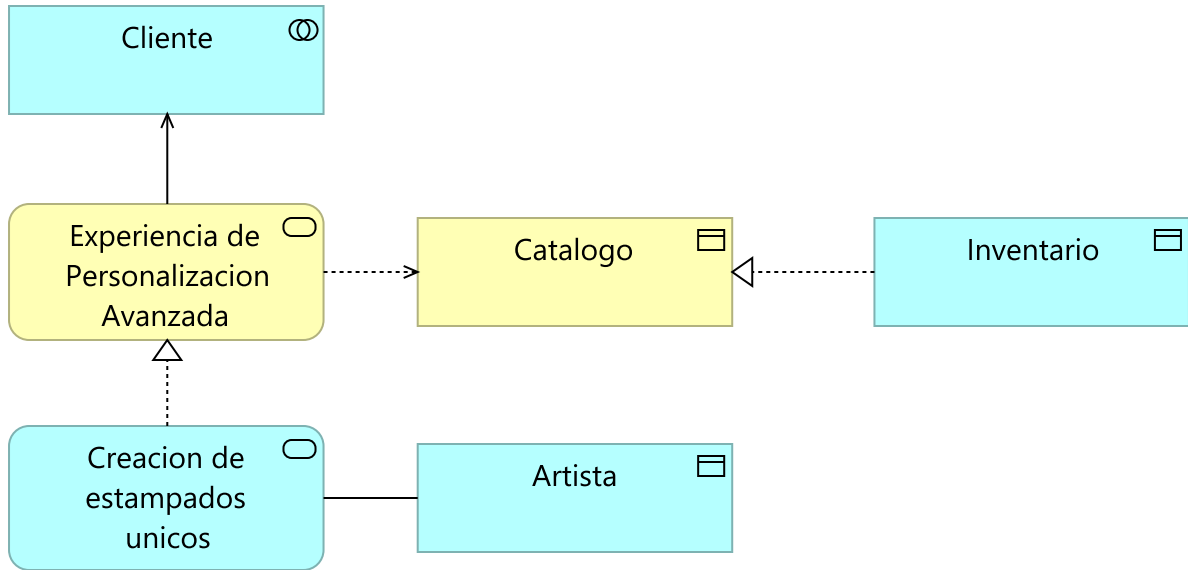 Cliente
Experiencia de
Personalizacion
Avanzada
Catalogo
Inventario
Creacion de
estampados
unicos
Artista